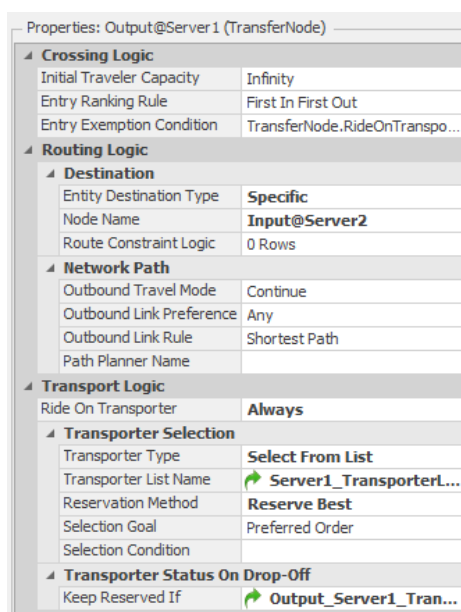 Properties: Output@Server1 (TransferNode)
Crossing Logic
Initial Traveler Capacity Infinity
Entry Ranking Rule First In First Out
Entry Exemption Condition TransferNode.RideOnTranspo...
Routing Logic
Destination
Entity Destination Type Specific
Node Name Input@Server2
Route Constraint Logic 0 Rows
Network Path
Outbound Travel Mode Continue
Outbound Link Preference Any
Outbound Link Rule Shortest Path
Path Planner Name
Transport Logic
Ride On Transporter Always
Transporter Selection
Transporter Type Select From List
Transporter List Name Server1_TransporterL...
Reservation Method Reserve Best
Selection Goal Preferred Order
Selection Condition
Transporter Status On Drop-Off
Keep Reserved If Output_Server1_Tran...